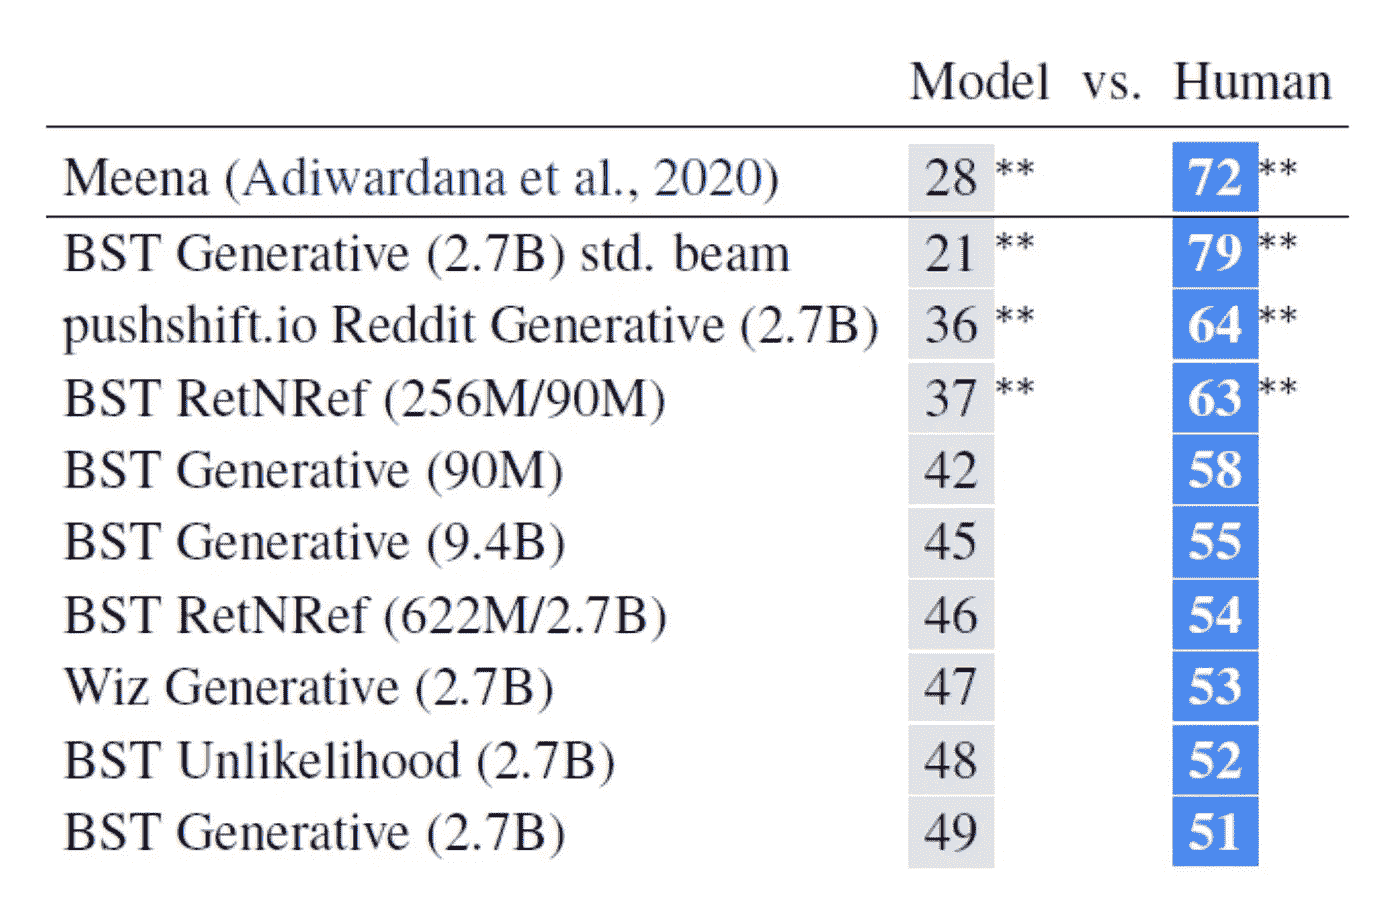 Model vs. Human
Meena (Adiwardana et al., 2020) 28 ** 72 **
BST Generative (2.7B) std. beam 21 ** 79 **
pushshift.io Reddit Generative (2.7B) 36 ** 64 **
BST RetNRef (256M/90M) 37 ** 63 **
BST Generative (90M) 42 58
BST Generative (9.4B) 45 55
BST RetNRef (622M/2.7B) 46 54
Wiz Generative (2.7B) 47 53
BST Unlikelihood (2.7B) 48 52
BST Generative (2.7B) 49 51